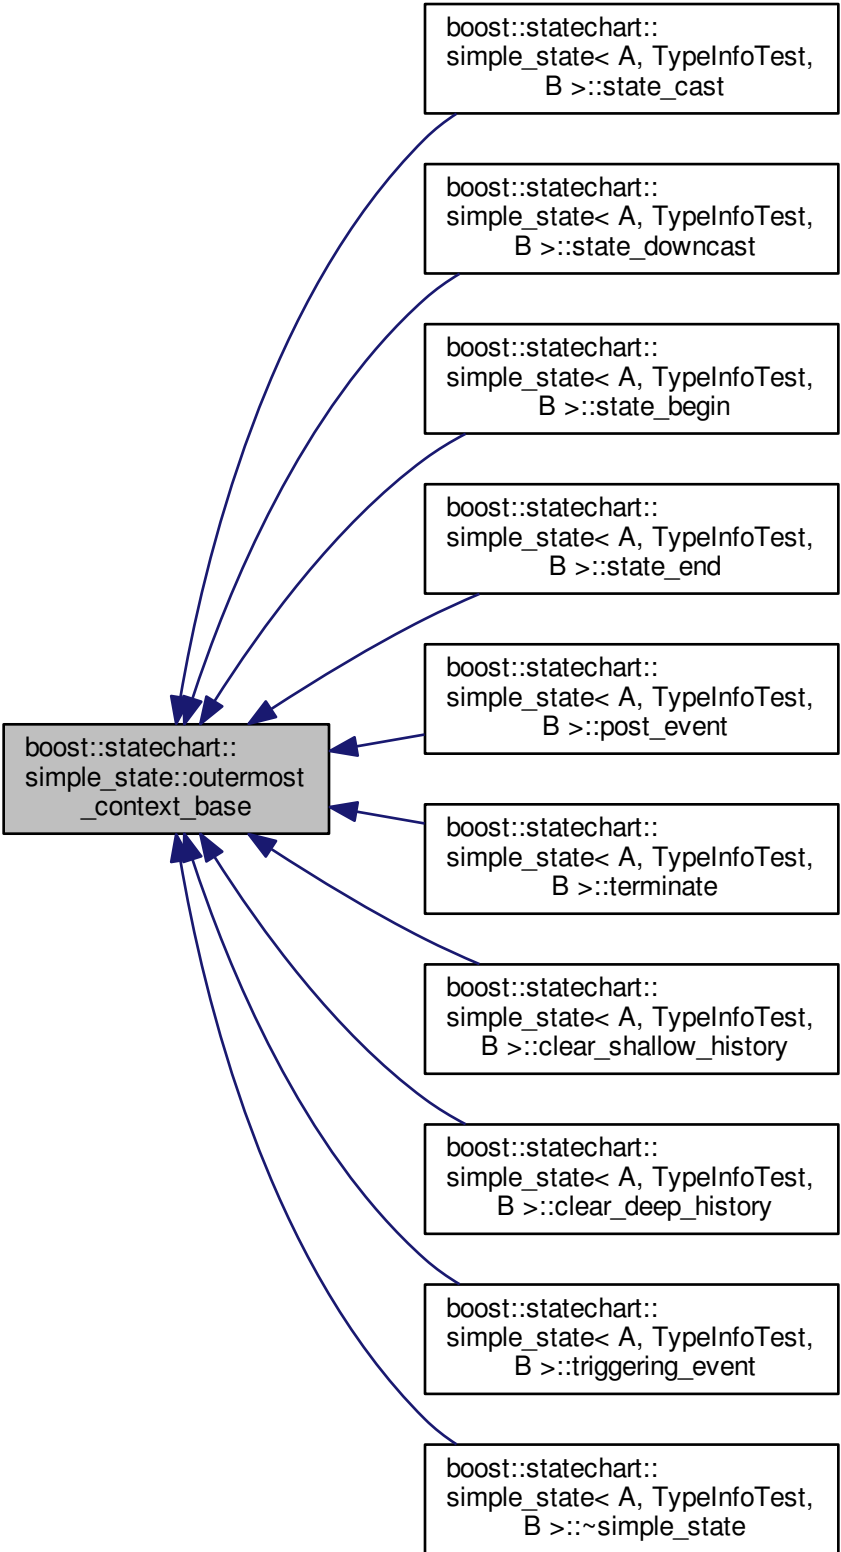 boost::statechart::
simple_state< A, TypeInfoTest,
B >::state_cast
boost::statechart::
simple_state< A, TypeInfoTest,
B >::state_downcast
boost::statechart::
simple_state< A, TypeInfoTest,
B >::state_begin
boost::statechart::
simple_state< A, TypeInfoTest,
B >::state_end
boost::statechart::
simple_state< A, TypeInfoTest,
B >::post_event
boost::statechart::
simple_state::outermost
_context_base
boost::statechart::
simple_state< A, TypeInfoTest,
B >::terminate
boost::statechart::
simple_state< A, TypeInfoTest,
B >::clear_shallow_history
boost::statechart::
simple_state< A, TypeInfoTest,
B >::clear_deep_history
boost::statechart::
simple_state< A, TypeInfoTest,
B >::triggering_event
boost::statechart::
simple_state< A, TypeInfoTest,
B >::~simple_state